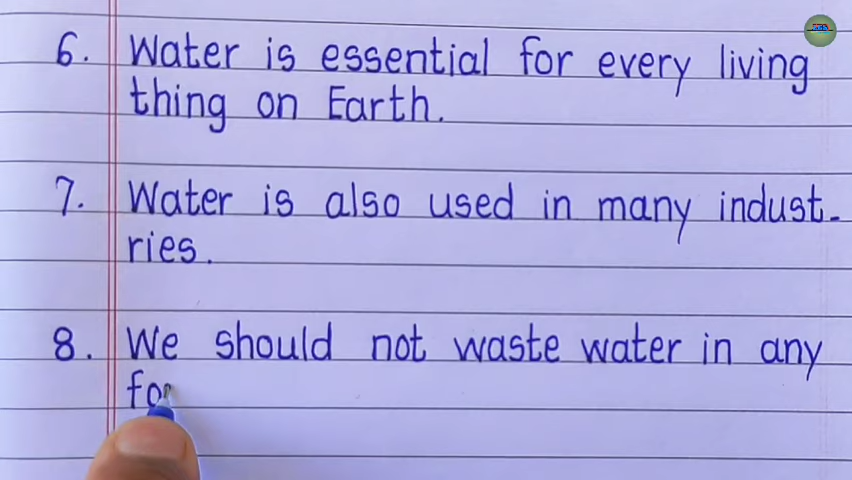 6. Water is essential for every living
thing on Earth.
7. Water is also used in many indust-
ries.
8. We should not waste water in any